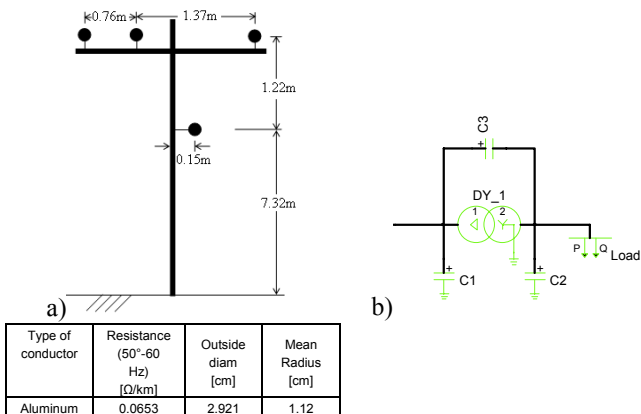 0.76m
1.37m
1.22m
0.15m
7.32m
a)
C3
+
DY_1
1
2
P
Q
Load
+
C1
+
C2
b)
Type of conductor
Resistance (50°-60 Hz) [Ω/km]
Outside diam [cm]
Mean Radius [cm]
Aluminum
0.0653
2.921
1.12